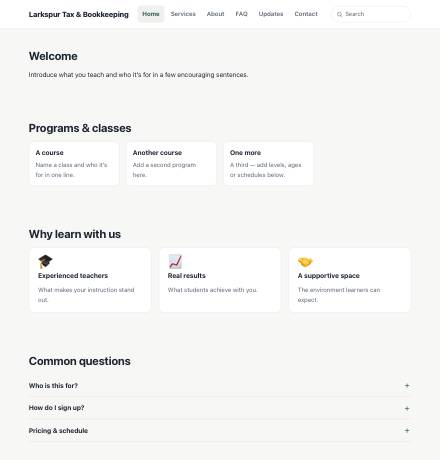 Larkspur Tax & Bookkeeping Home Services About FAQ Updates Contact Search
Welcome
Introduce what you teach and who it's for in a few encouraging sentences.
Programs & classes
A course
Name a class and who it's
for in one line.
Another course
Add a second program
here.
One more
A third — add levels, ages
or schedules below.
Why learn with us
Experienced teachers
What makes your instruction stand
out.
Real results
What students achieve with you.
A supportive space
The environment learners can
expect.
Common questions
Who is this for? +
How do I sign up? +
Pricing & schedule +